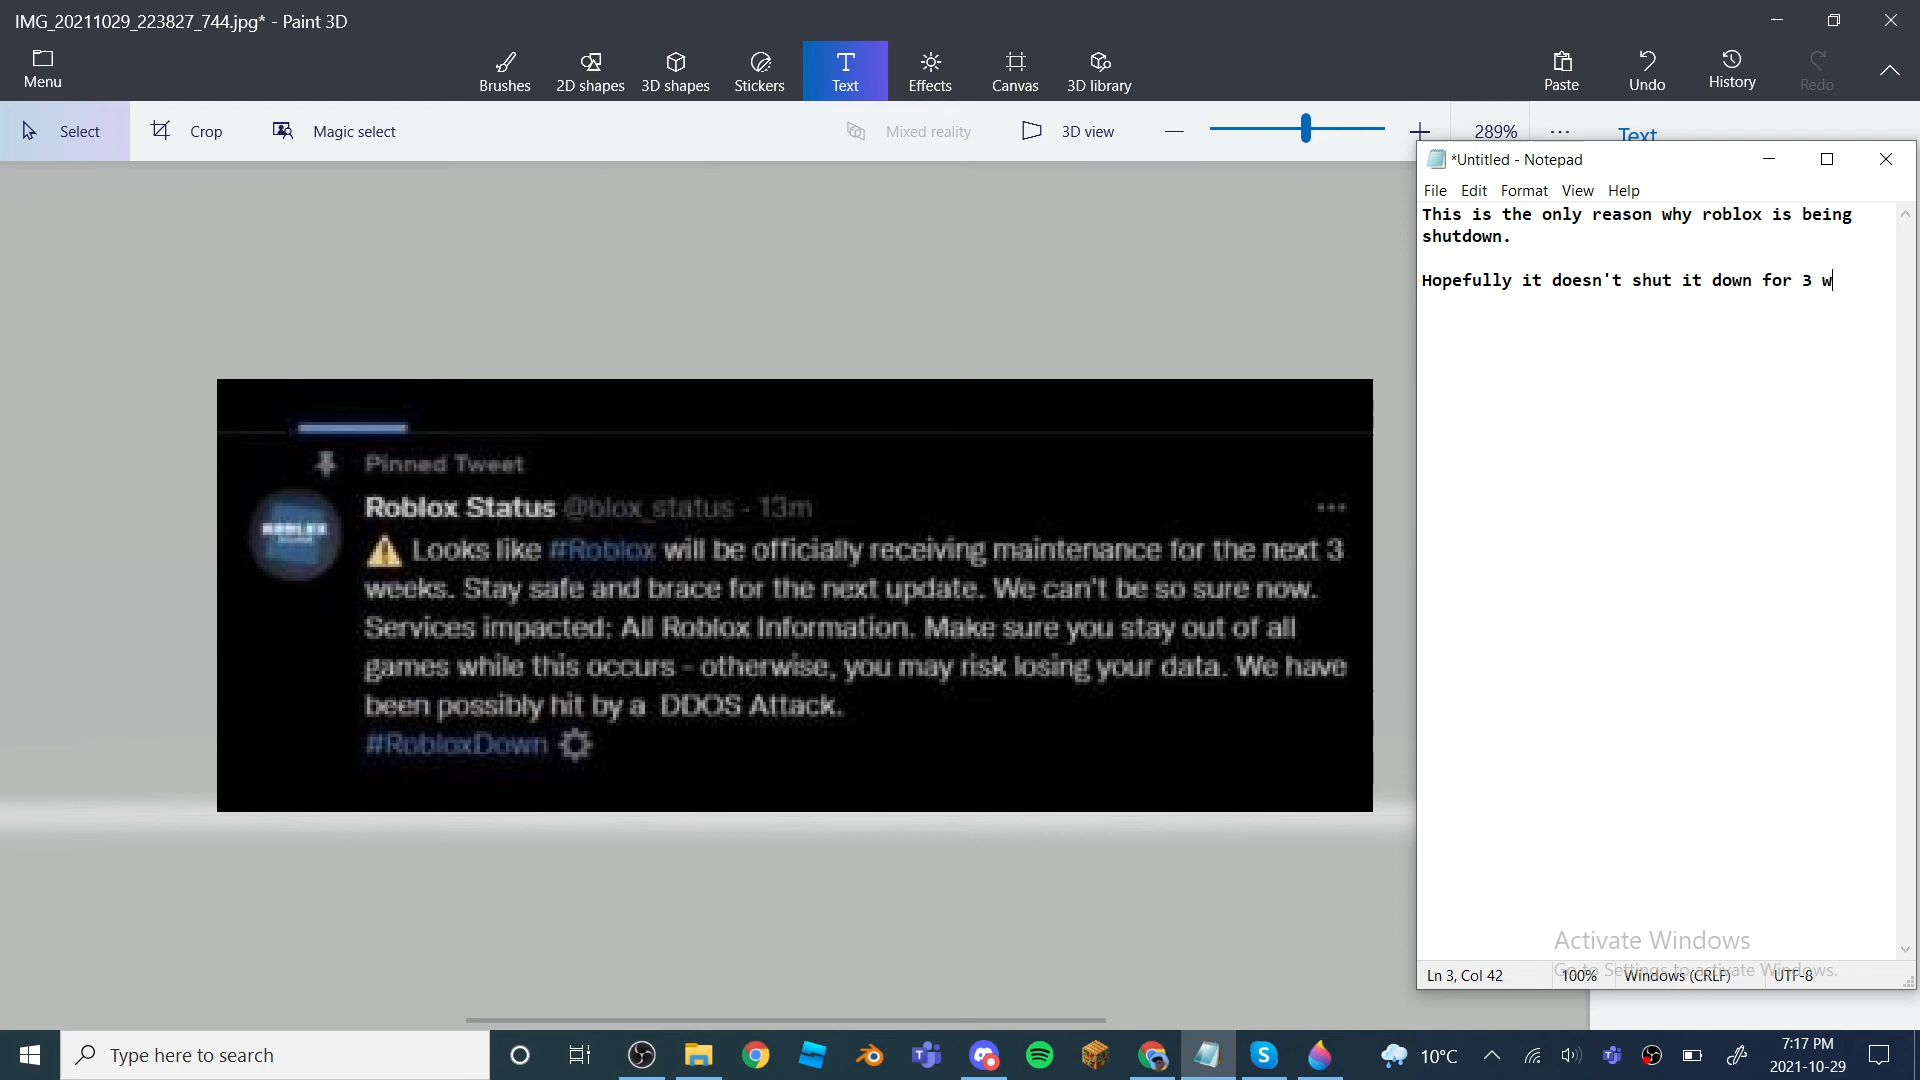 IMG_20211029_223827_744.jpg* - Paint 3D
Menu
Brushes
2D shapes
3D shapes
Stickers
Text
Effects
Canvas
3D library
Paste
Undo
History
Redo
Select
Crop
Magic select
Mixed reality
3D view
289%
Text
*Untitled - Notepad
File Edit Format View Help
This is the only reason why roblox is being
shutdown.
Hopefully it doesn't shut it down for 3 w
Pinned Tweet
Roblox Status @blox_status - 13m
⚠ Looks like #Roblox will be officially receiving maintenance for the next 3
weeks. Stay safe and brace for the next update. We can't be so sure now.
Services impacted: All Roblox Information. Make sure you stay out of all
games while this occurs - otherwise, you may risk losing your data. We have
been possibly hit by a DDOS Attack.
#RobloxDown
ROBLOX
Activate Windows
Go to Settings to activate Windows.
Ln 3, Col 42
100%
Windows (CRLF)
UTF-8
Type here to search
10°C
7:17 PM
2021-10-29